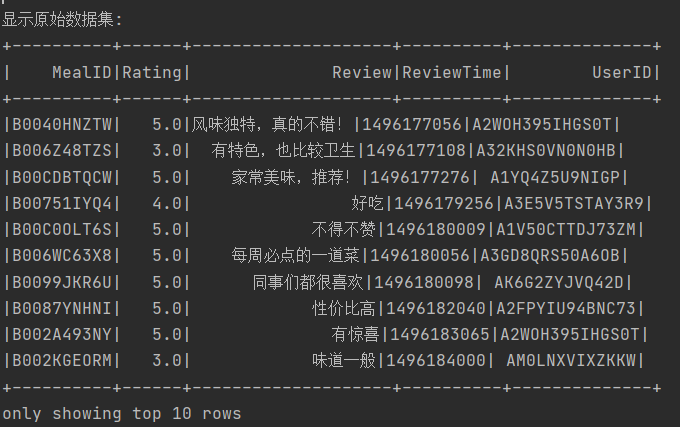 显示原始数据集:
+----------+------+--------------------+----------+--------------+
|    MealID|Rating|              Review|ReviewTime|        UserID|
+----------+------+--------------------+----------+--------------+
|B0040HNZTW|   5.0|风味独特，真的不错！|1496177056|A2WOH395IHGS0T|
|B006Z48TZS|   3.0|  有特色，也比较卫生|1496177108|A32KHS0VN0N0HB|
|B00CDBTQCW|   5.0|    家常美味，推荐！|1496177276| A1YQ4Z5U9NIGP|
|B00751IYQ4|   4.0|                好吃|1496179256|A3E5V5TSTAY3R9|
|B00C0OLT6S|   5.0|            不得不赞|1496180009|A1V50CTTDJ73ZM|
|B006WC63X8|   5.0|    每周必点的一道菜|1496180056|A3GD8QRS50A6OB|
|B0099JKR6U|   5.0|      同事们都很喜欢|1496180098| AK6G2ZYJVQ42D|
|B0087YNHNI|   5.0|            性价比高|1496182040|A2FPYIU94BNC73|
|B002A493NY|   5.0|              有惊喜|1496183065|A2WOH395IHGS0T|
|B002KGEORM|   3.0|            味道一般|1496184000| AM0LNXVIXZKKW|
+----------+------+--------------------+----------+--------------+
only showing top 10 rows